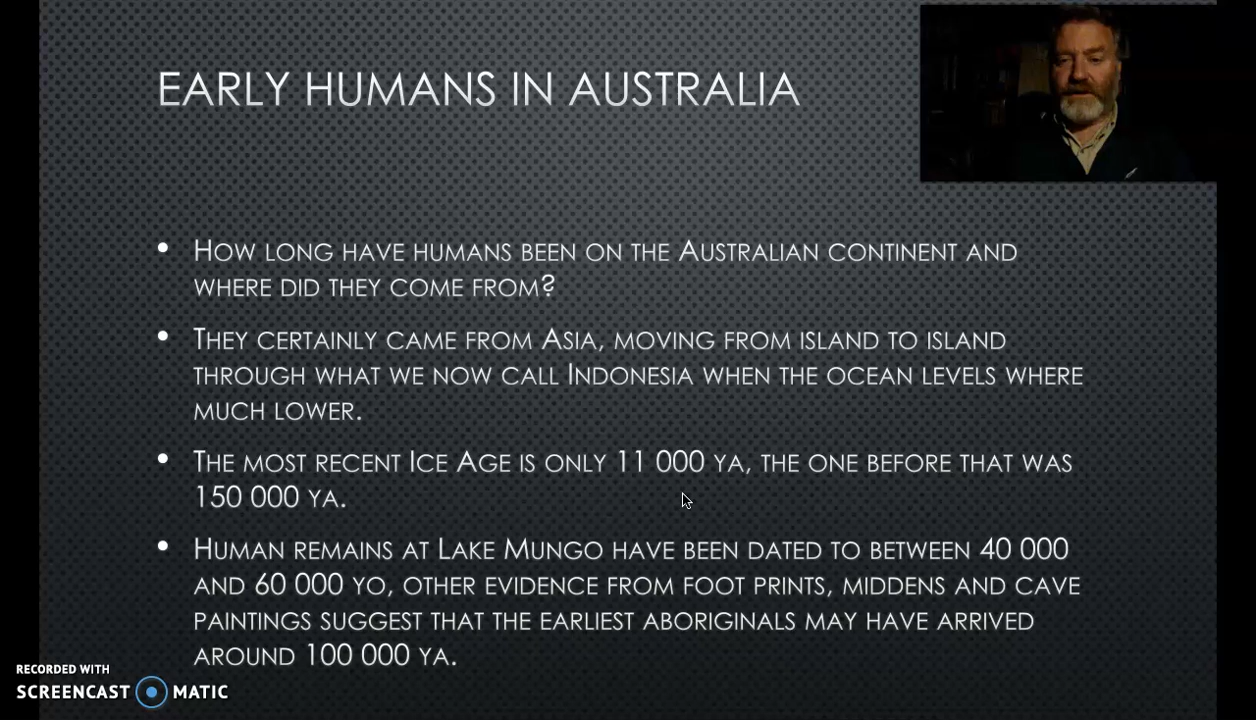 EARLY HUMANS IN AUSTRALIA
• HOW LONG HAVE HUMANS BEEN ON THE AUSTRALIAN CONTINENT AND
WHERE DID THEY COME FROM?
• THEY CERTAINLY CAME FROM ASIA, MOVING FROM ISLAND TO ISLAND
THROUGH WHAT WE NOW CALL INDONESIA WHEN THE OCEAN LEVELS WHERE
MUCH LOWER.
• THE MOST RECENT ICE AGE IS ONLY 11 000 YA, THE ONE BEFORE THAT WAS
150 000 YA.
• HUMAN REMAINS AT LAKE MUNGO HAVE BEEN DATED TO BETWEEN 40 000
AND 60 000 YO, OTHER EVIDENCE FROM FOOT PRINTS, MIDDENS AND CAVE
PAINTINGS SUGGEST THAT THE EARLIEST ABORIGINALS MAY HAVE ARRIVED
AROUND 100 000 YA.
RECORDED WITH
SCREENCAST MATIC